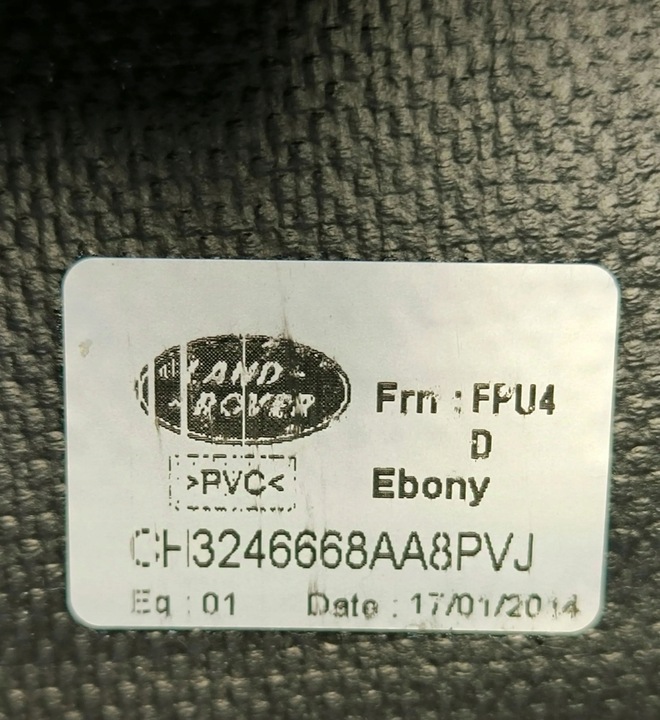 LAND-
-ROVER
Frn : FPU4
D
>PVC<
Ebony
CH3246668AA8PVJ
Eq : 01 Date : 17/01/2014